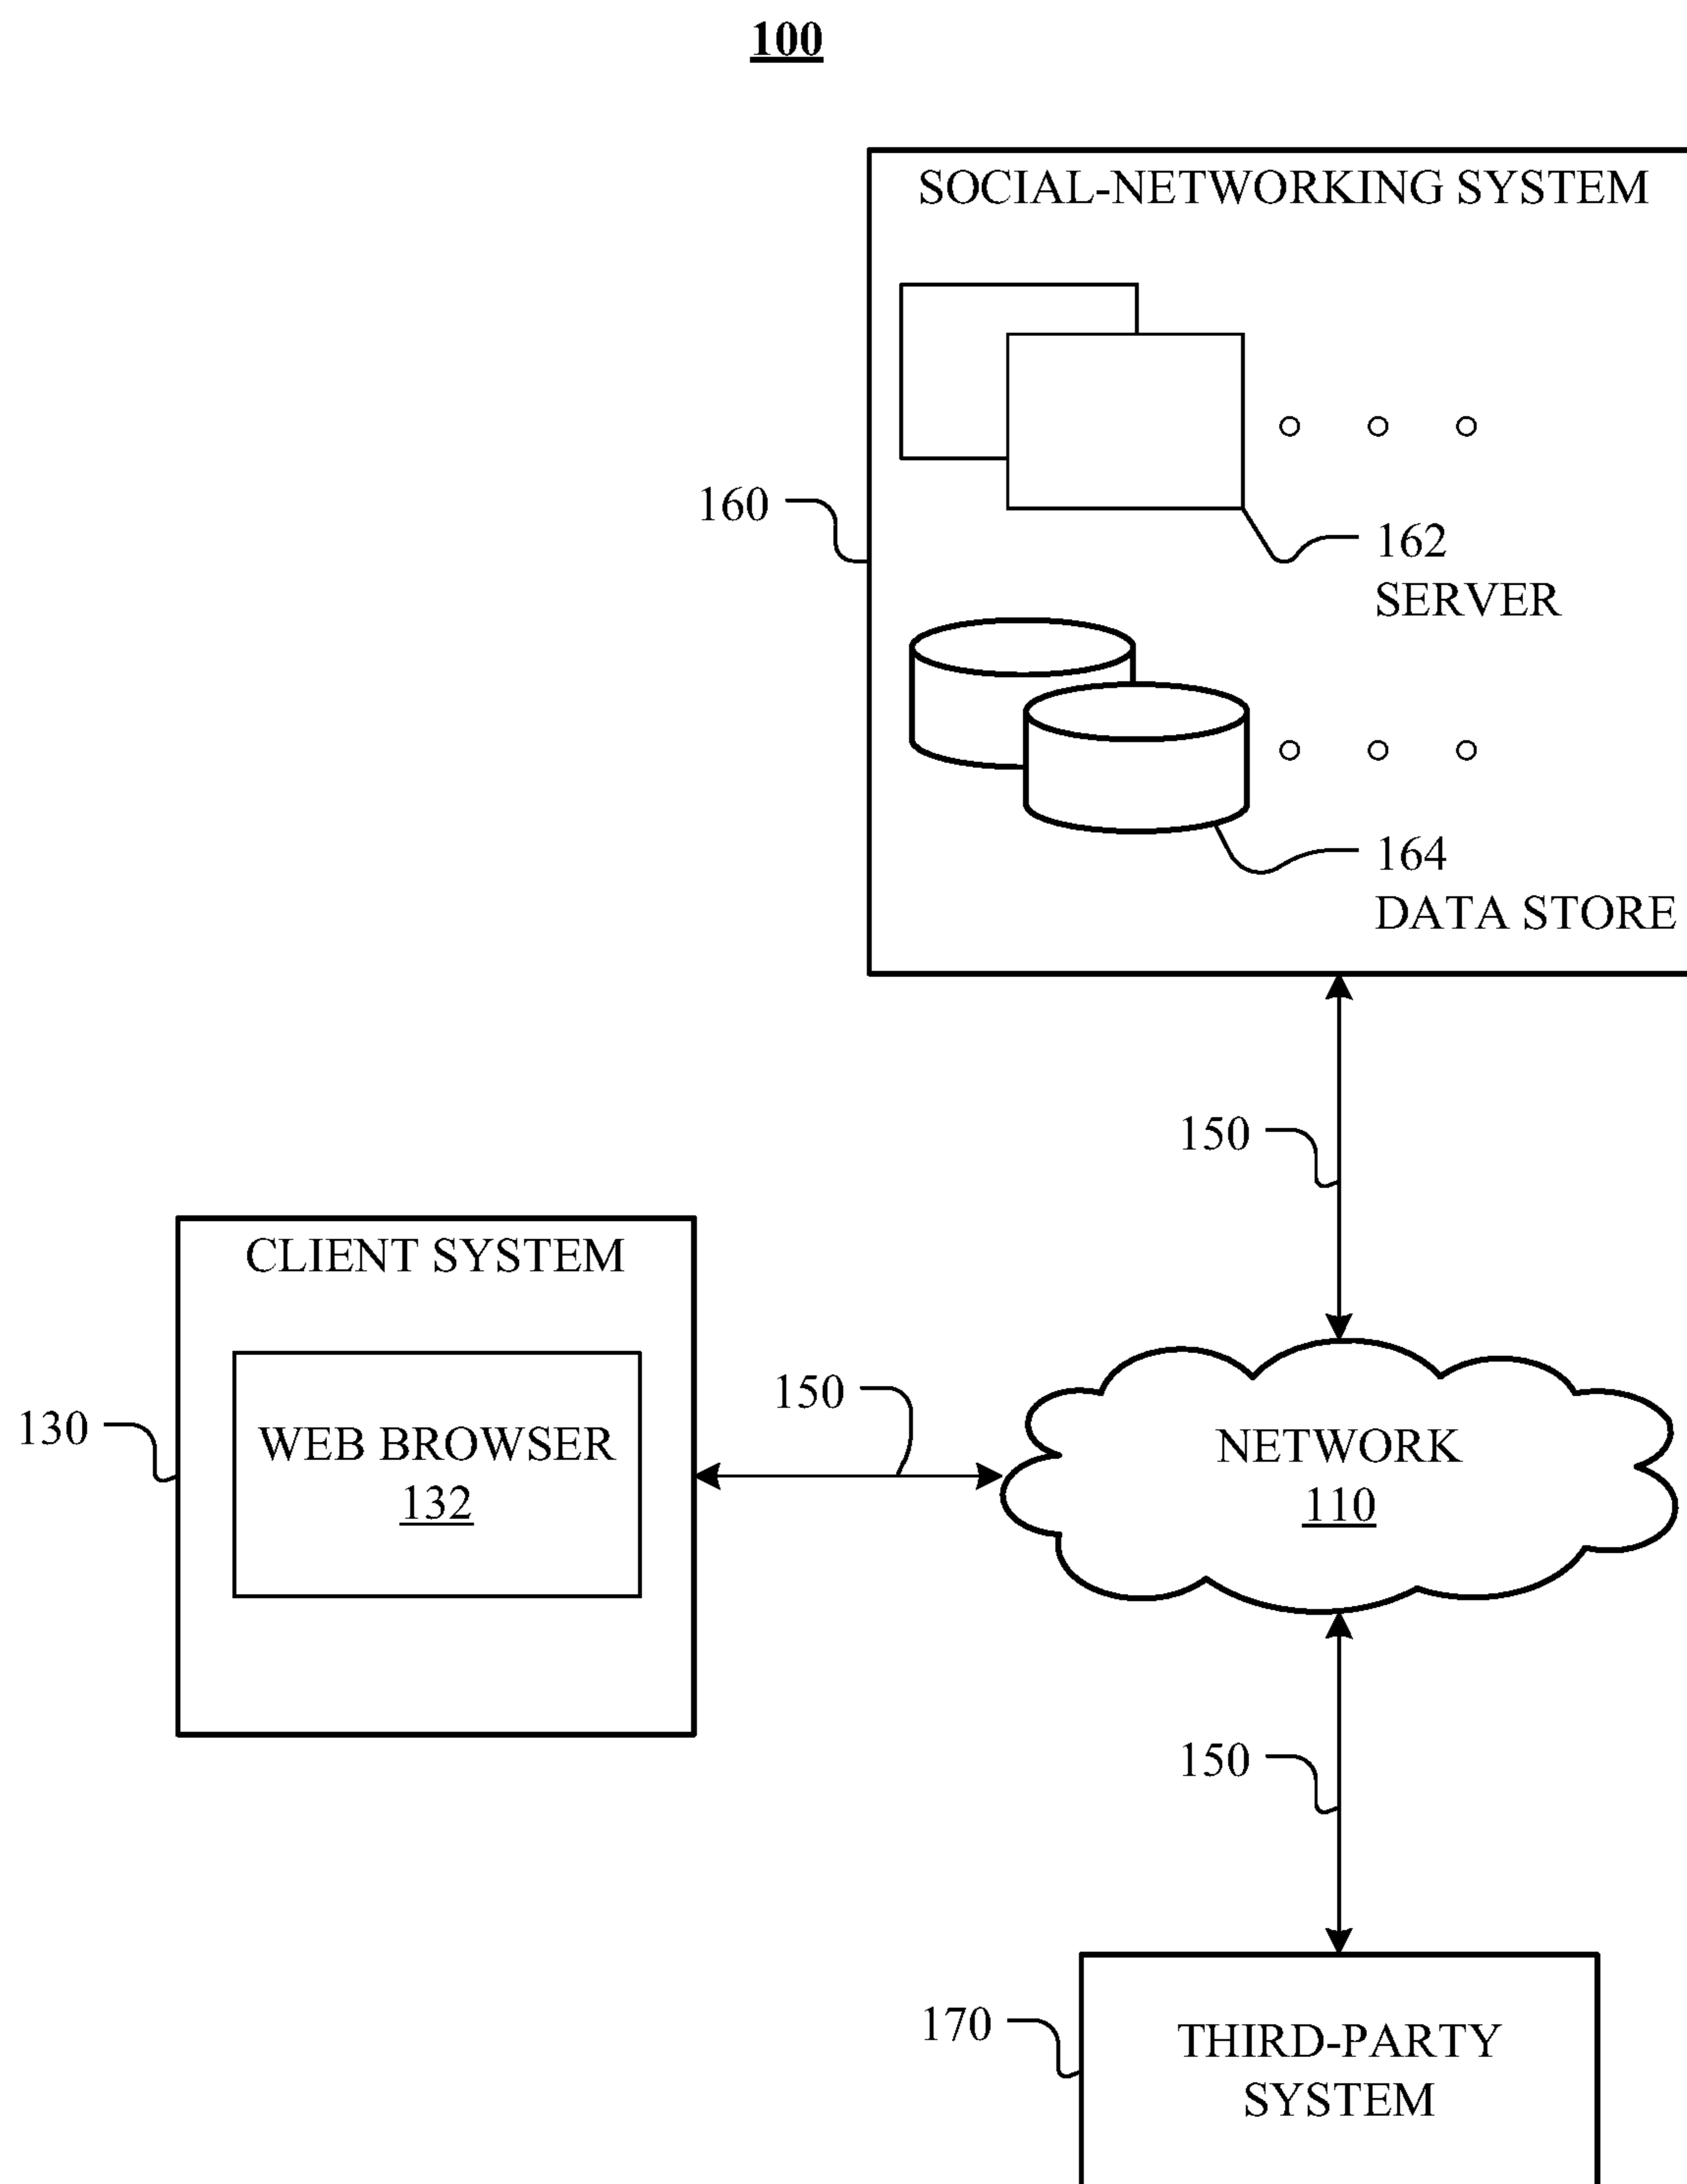 100
SOCIAL-NETWORKING SYSTEM
160
162
SERVER
164
DATA STORE
150
CLIENT SYSTEM
WEB BROWSER
132
130
150
NETWORK
110
150
170
THIRD-PARTY
SYSTEM